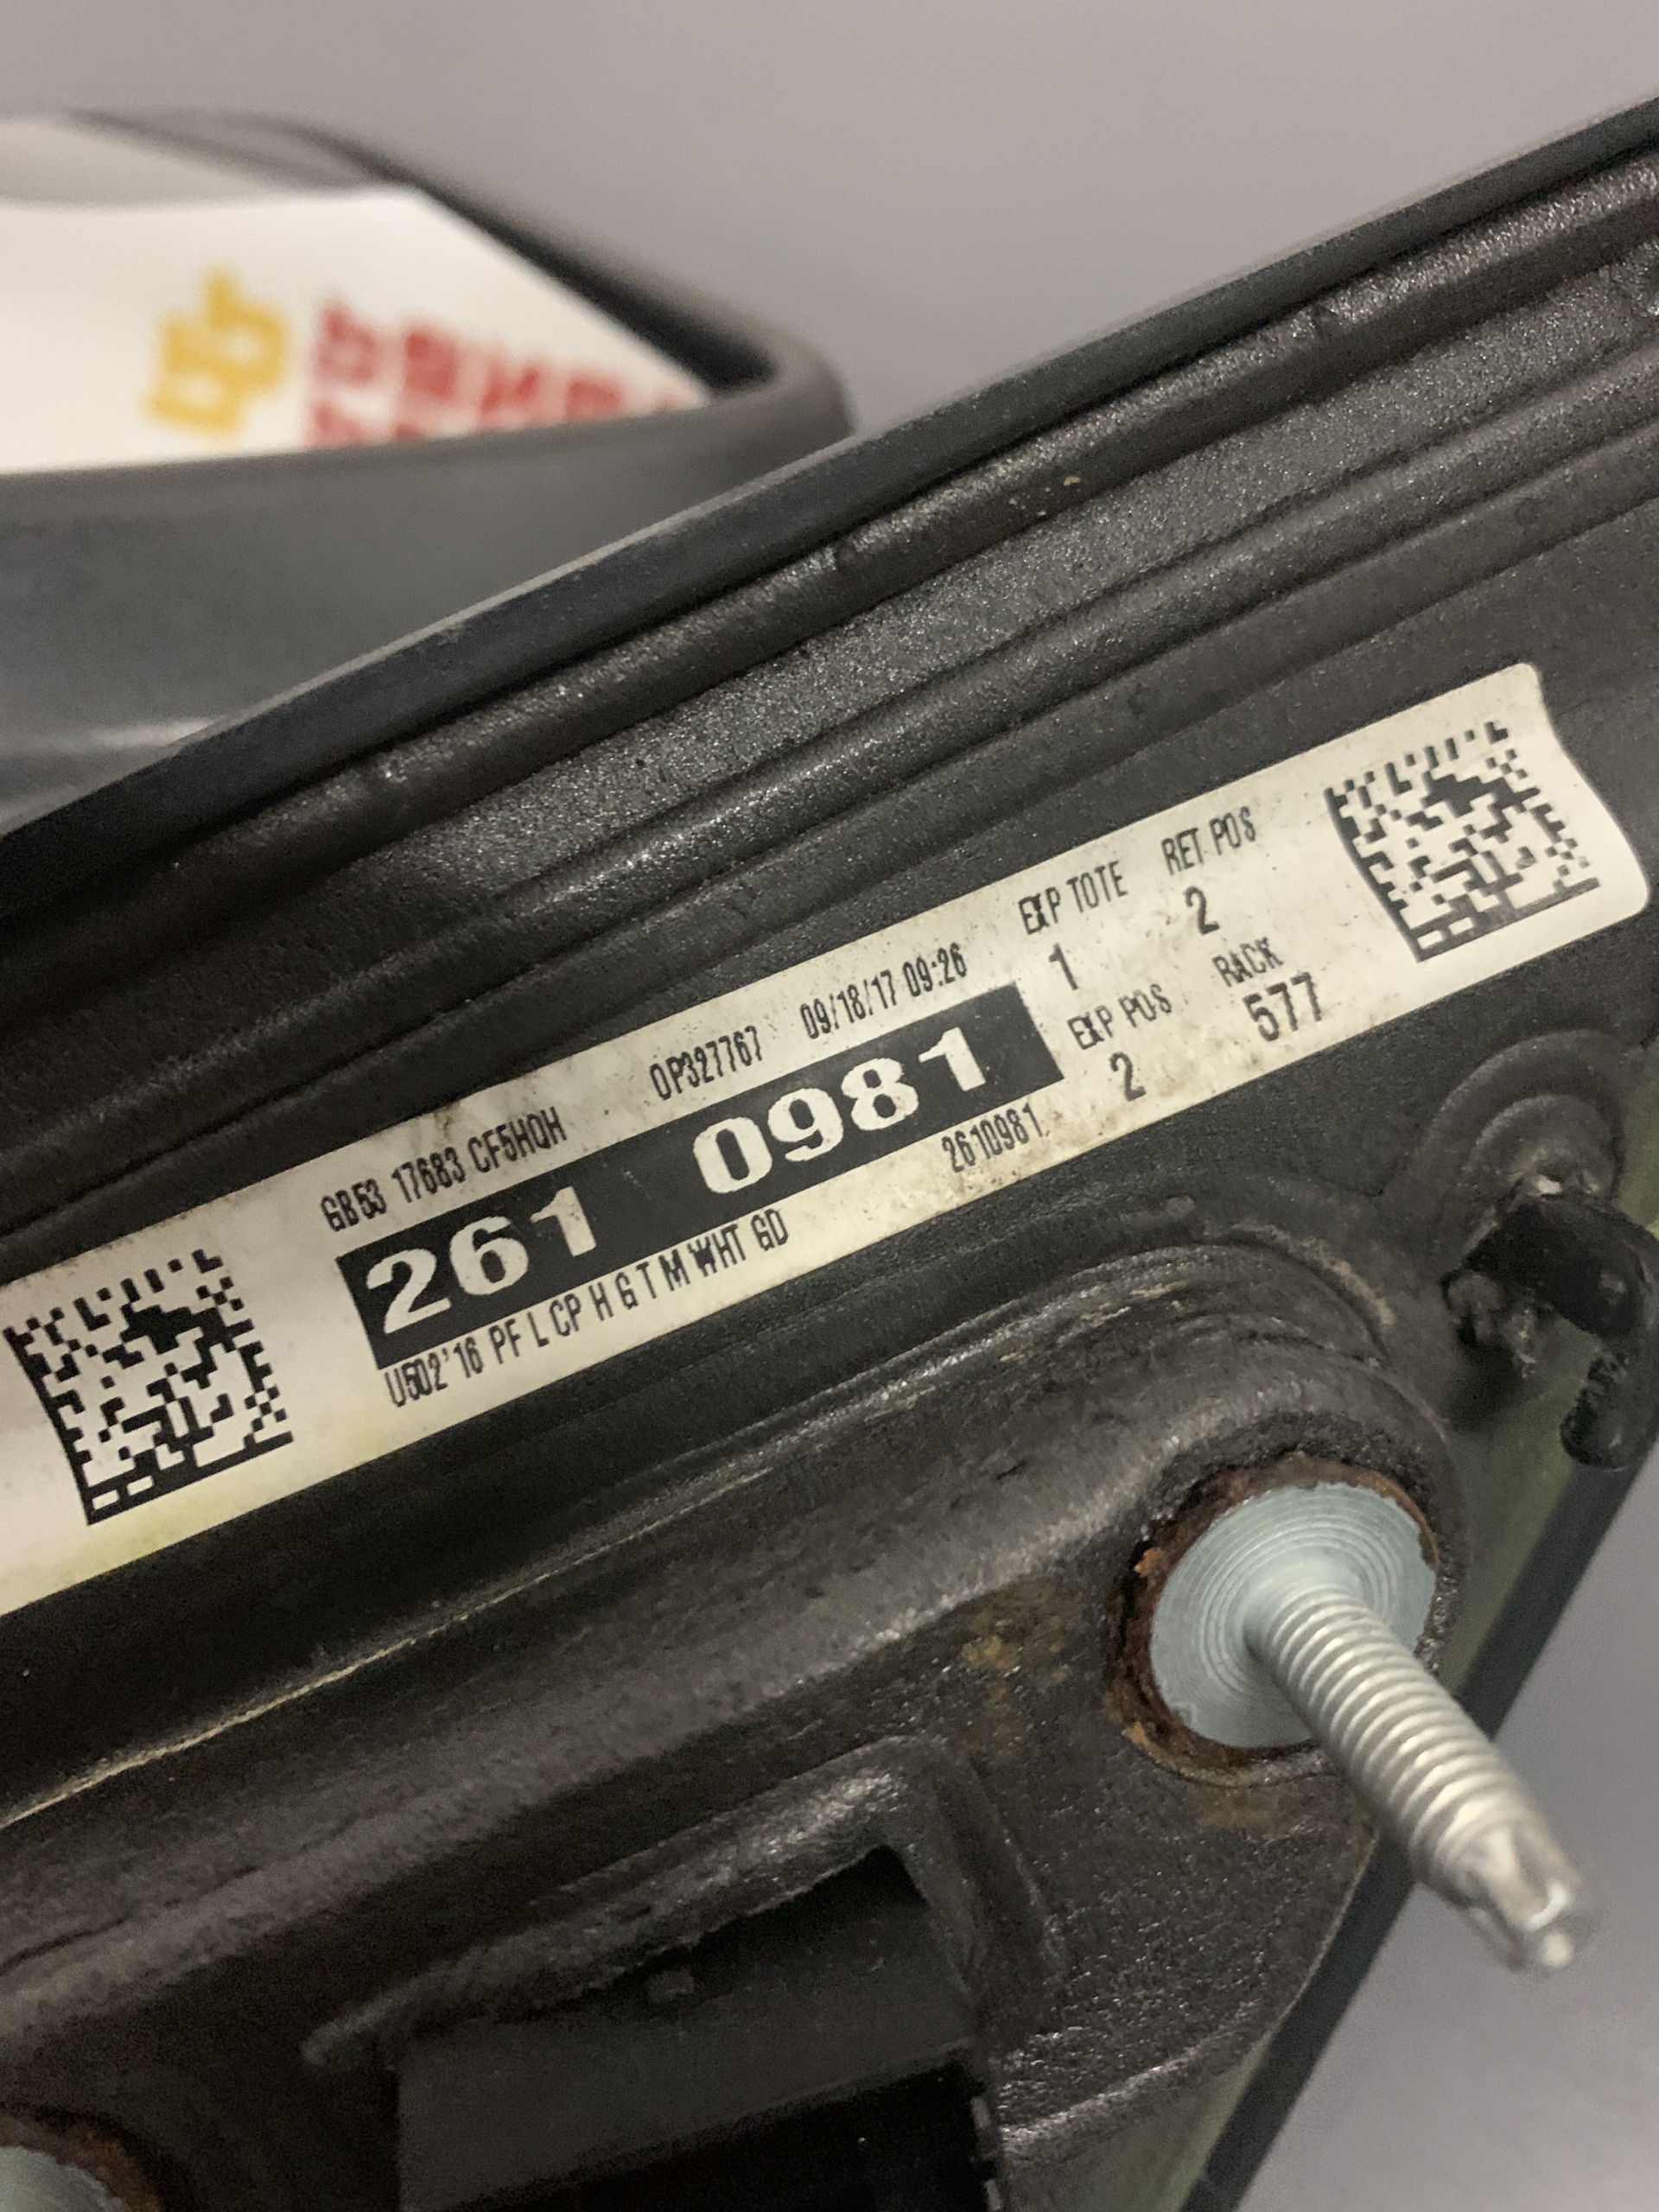 GB53 17683 CF5HQH OP327767 09/18/17 09:26
261 0981
U502'16 PF L CP H G T M WHT GD 2610981
EXP TOTE RET POS
1 2
EXP POS RACK
2 577